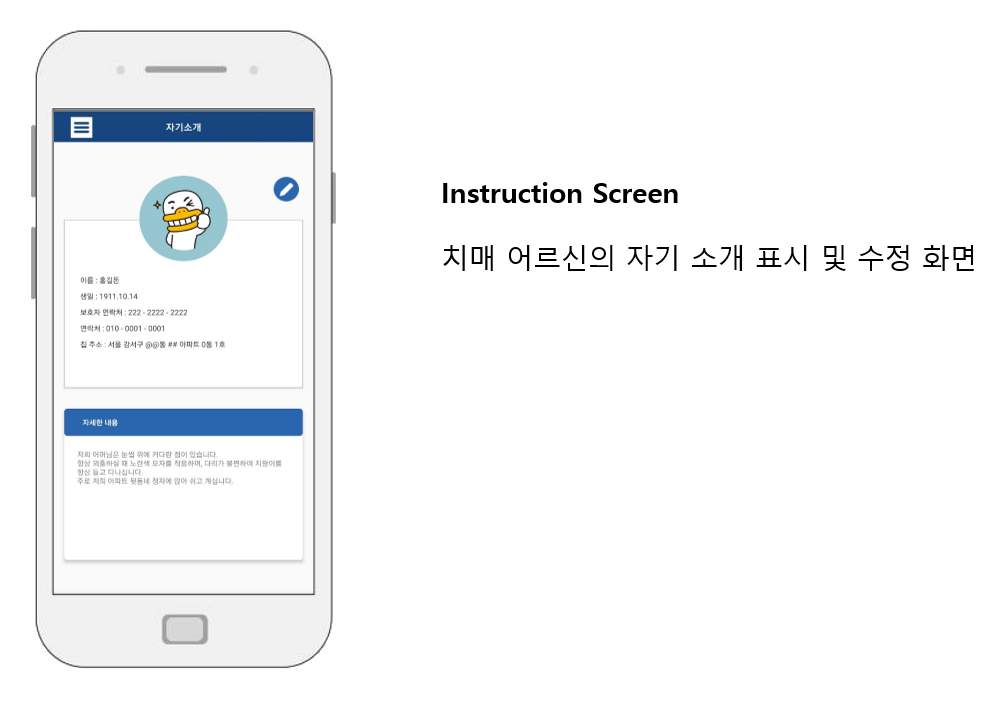 자기소개
이름 : 홍길돈
생일 : 1911.10.14
보호자 연락처 : 222 - 2222 - 2222
연락처 : 010 - 0001 - 0001
집 주소 : 서울 강서구 @@동 ## 아파트 0동 1호
자세한 내용
저희 어머님은 눈썹 위에 커다란 점이 있습니다.
항상 외출하실 때 노란색 모자를 착용하며, 다리가 불편하여 지팡이를
항상 들고 다니십니다.
주로 저희 아파트 뒷동네 정자에 앉아 쉬고 계십니다.
Instruction Screen
치매 어르신의 자기 소개 표시 및 수정 화면